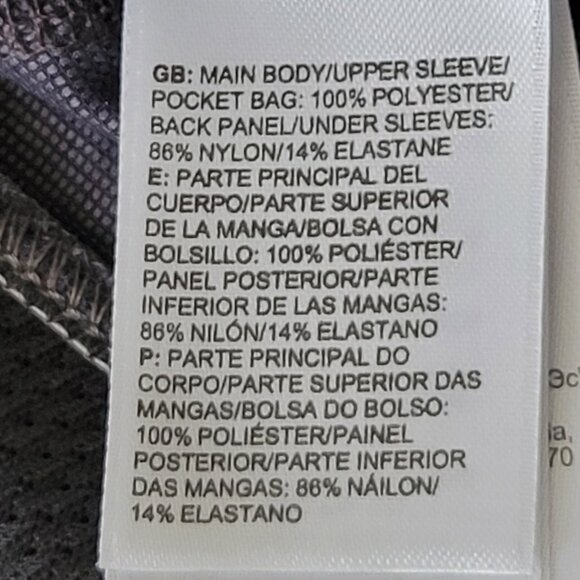 GB: MAIN BODY/UPPER SLEEVE/
POCKET BAG: 100% POLYESTER/
BACK PANEL/UNDER SLEEVES:
86% NYLON/14% ELASTANE
E: PARTE PRINCIPAL DEL
CUERPO/PARTE SUPERIOR
DE LA MANGA/BOLSA CON
BOLSILLO: 100% POLIÉSTER/
PANEL POSTERIOR/PARTE
INFERIOR DE LAS MANGAS:
86% NILÓN/14% ELASTANO
P: PARTE PRINCIPAL DO
CORPO/PARTE SUPERIOR DAS
MANGAS/BOLSA DO BOLSO:
100% POLIÉSTER/PAINEL
POSTERIOR/PARTE INFERIOR
DAS MANGAS: 86% NÁILON/
14% ELASTANO
70